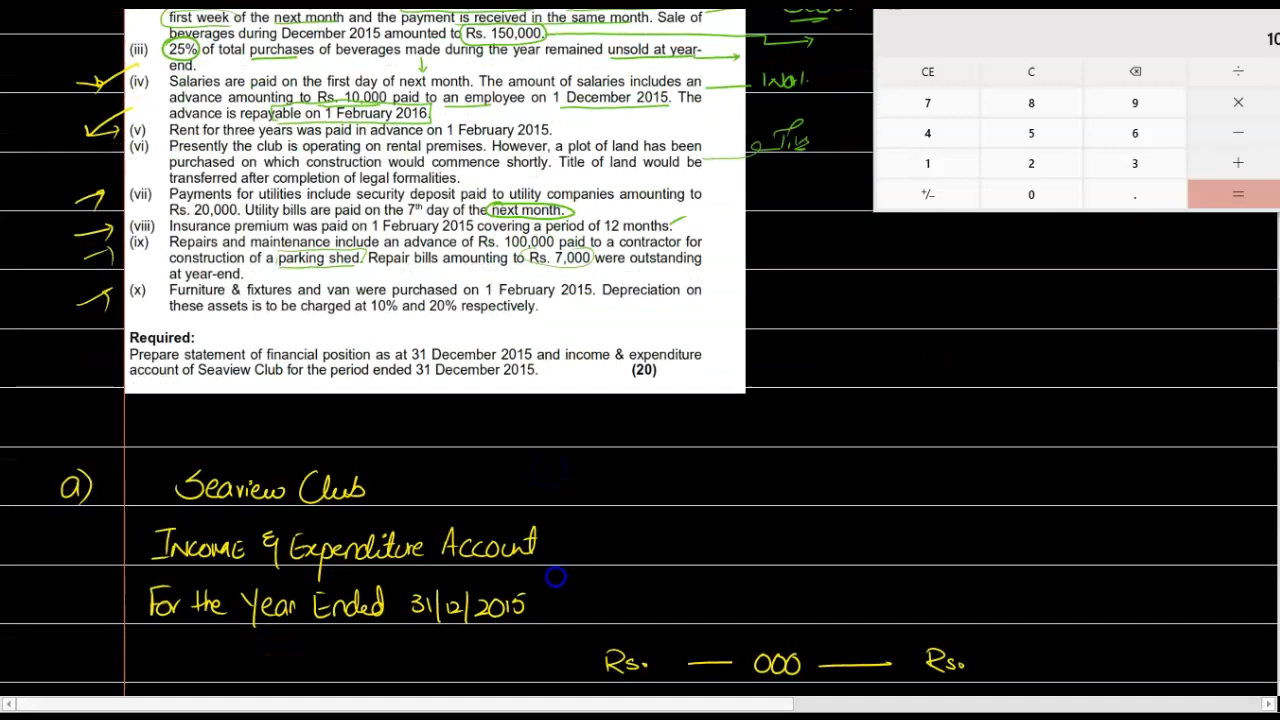 first week of the next month and the payment is received in the same month. Sale of
beverages during December 2015 amounted to Rs. 150,000.
(iii) 25% of total purchases of beverages made during the year remained unsold at year-
end.
(iv) Salaries are paid on the first day of next month. The amount of salaries includes an
advance amounting to Rs. 10,000 paid to an employee on 1 December 2015. The
advance is repayable on 1 February 2016.
(v) Rent for three years was paid in advance on 1 February 2015.
(vi) Presently the club is operating on rental premises. However, a plot of land has been
purchased on which construction would commence shortly. Title of land would be
transferred after completion of legal formalities.
(vii) Payments for utilities include security deposit paid to utility companies amounting to
Rs. 20,000. Utility bills are paid on the 7th day of the next month.
(viii) Insurance premium was paid on 1 February 2015 covering a period of 12 months.
(ix) Repairs and maintenance include an advance of Rs. 100,000 paid to a contractor for
construction of a parking shed. Repair bills amounting to Rs. 7,000 were outstanding
at year-end.
(x) Furniture & fixtures and van were purchased on 1 February 2015. Depreciation on
these assets is to be charged at 10% and 20% respectively.
Required:
Prepare statement of financial position as at 31 December 2015 and income & expenditure
account of Seaview Club for the period ended 31 December 2015. (20)
10
CE C ⌫ ÷
7 8 9 ×
4 5 6 −
1 2 3 +
+/− 0 . =
a) Seaview Club
Income & Expenditure Account
For the Year Ended 31/12/2015
Rs. — 000 — Rs.